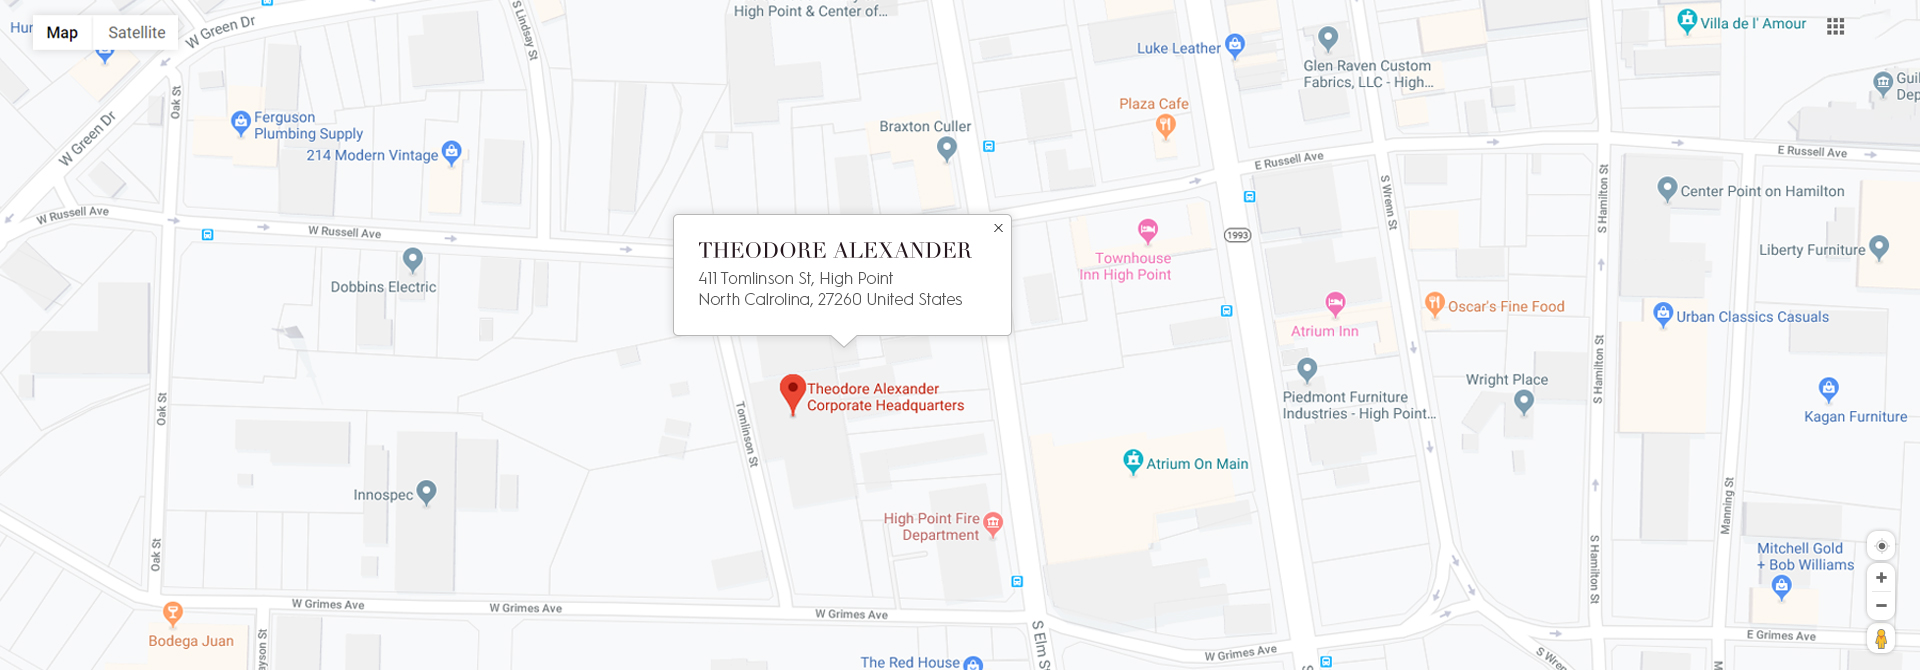 High Point & Center of...
Villa de l' Amour
Map
Satellite
W Green Dr
S Lindsay St
Luke Leather
Glen Raven Custom
Fabrics, LLC - High...
Oak St
Plaza Cafe
Ferguson
Plumbing Supply
214 Modern Vintage
Braxton Culler
W Green Dr
E Russell Ave
E Russell Ave
S Wrenn St
S Hamilton St
Center Point on Hamilton
W Russell Ave
W Russell Ave
1993
THEODORE ALEXANDER
411 Tomlinson St, High Point
North Calrolina, 27260 United States
Townhouse
Inn High Point
Liberty Furniture
Dobbins Electric
Atrium Inn
Oscar's Fine Food
Urban Classics Casuals
Theodore Alexander
Corporate Headquarters
Piedmont Furniture
Industries - High Point...
Wright Place
S Hamilton St
Kagan Furniture
Oak St
Tomlinson St
Atrium On Main
Innospec
High Point Fire
Department
Manning St
Oak St
S Hamilton St
Mitchell Gold
+ Bob Williams
W Grimes Ave
W Grimes Ave
W Grimes Ave
Bodega Juan
S Elm S
W Grimes Ave
E Grimes Ave
The Red House